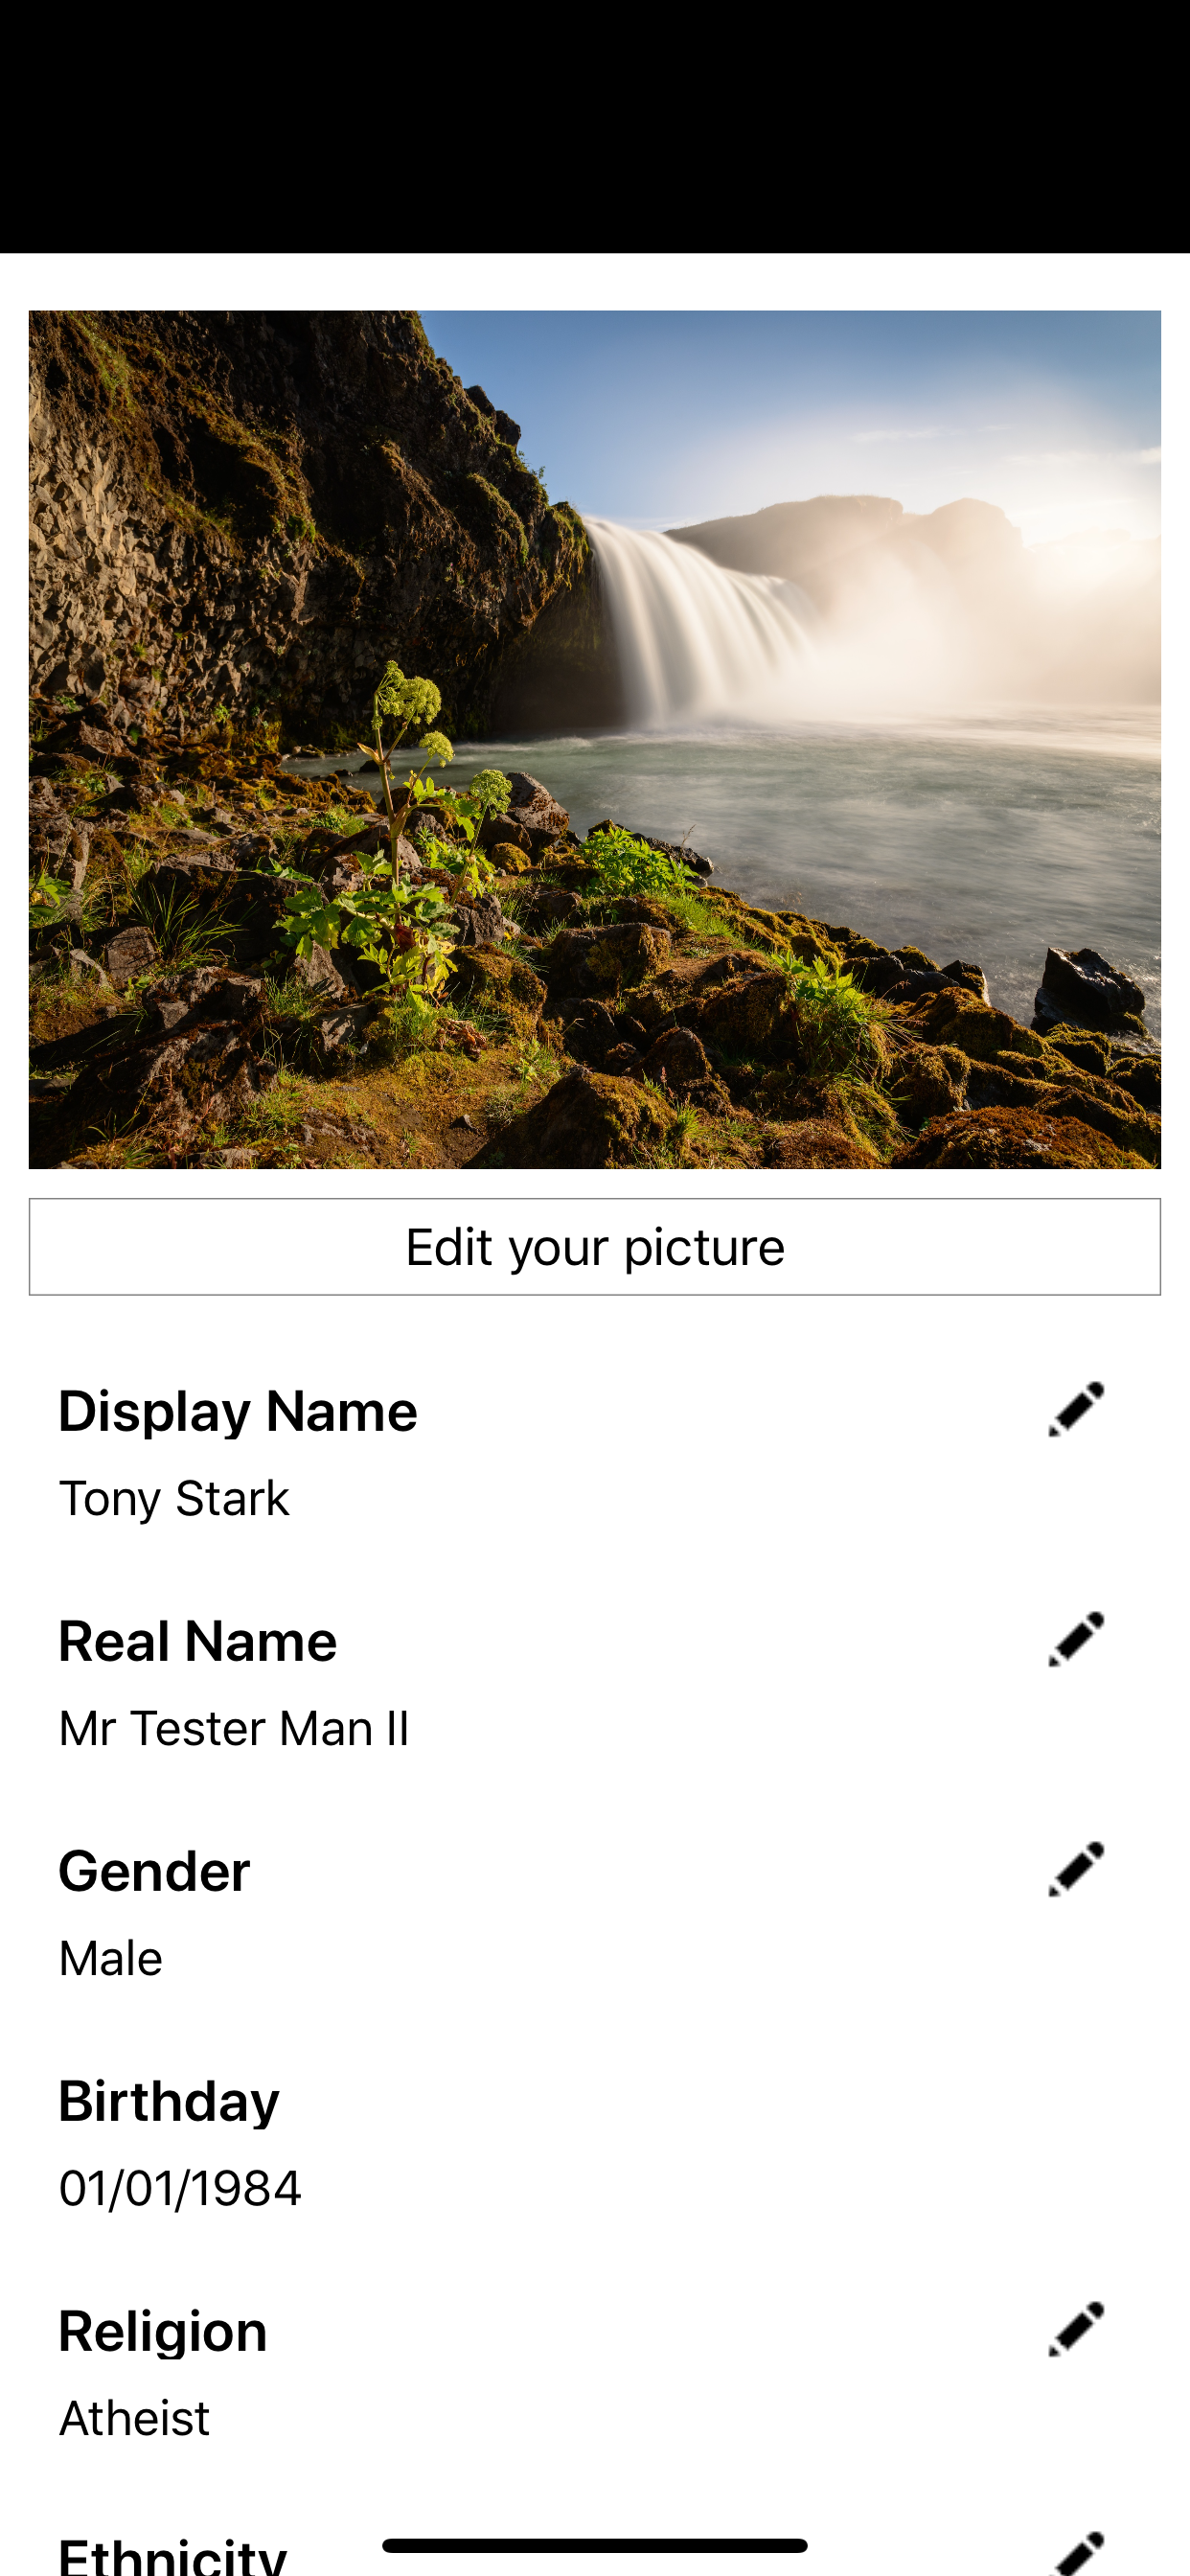 Edit your picture
Display Name
Tony Stark
Real Name
Mr Tester Man II
Gender
Male
Birthday
01/01/1984
Religion
Atheist
Ethnicity